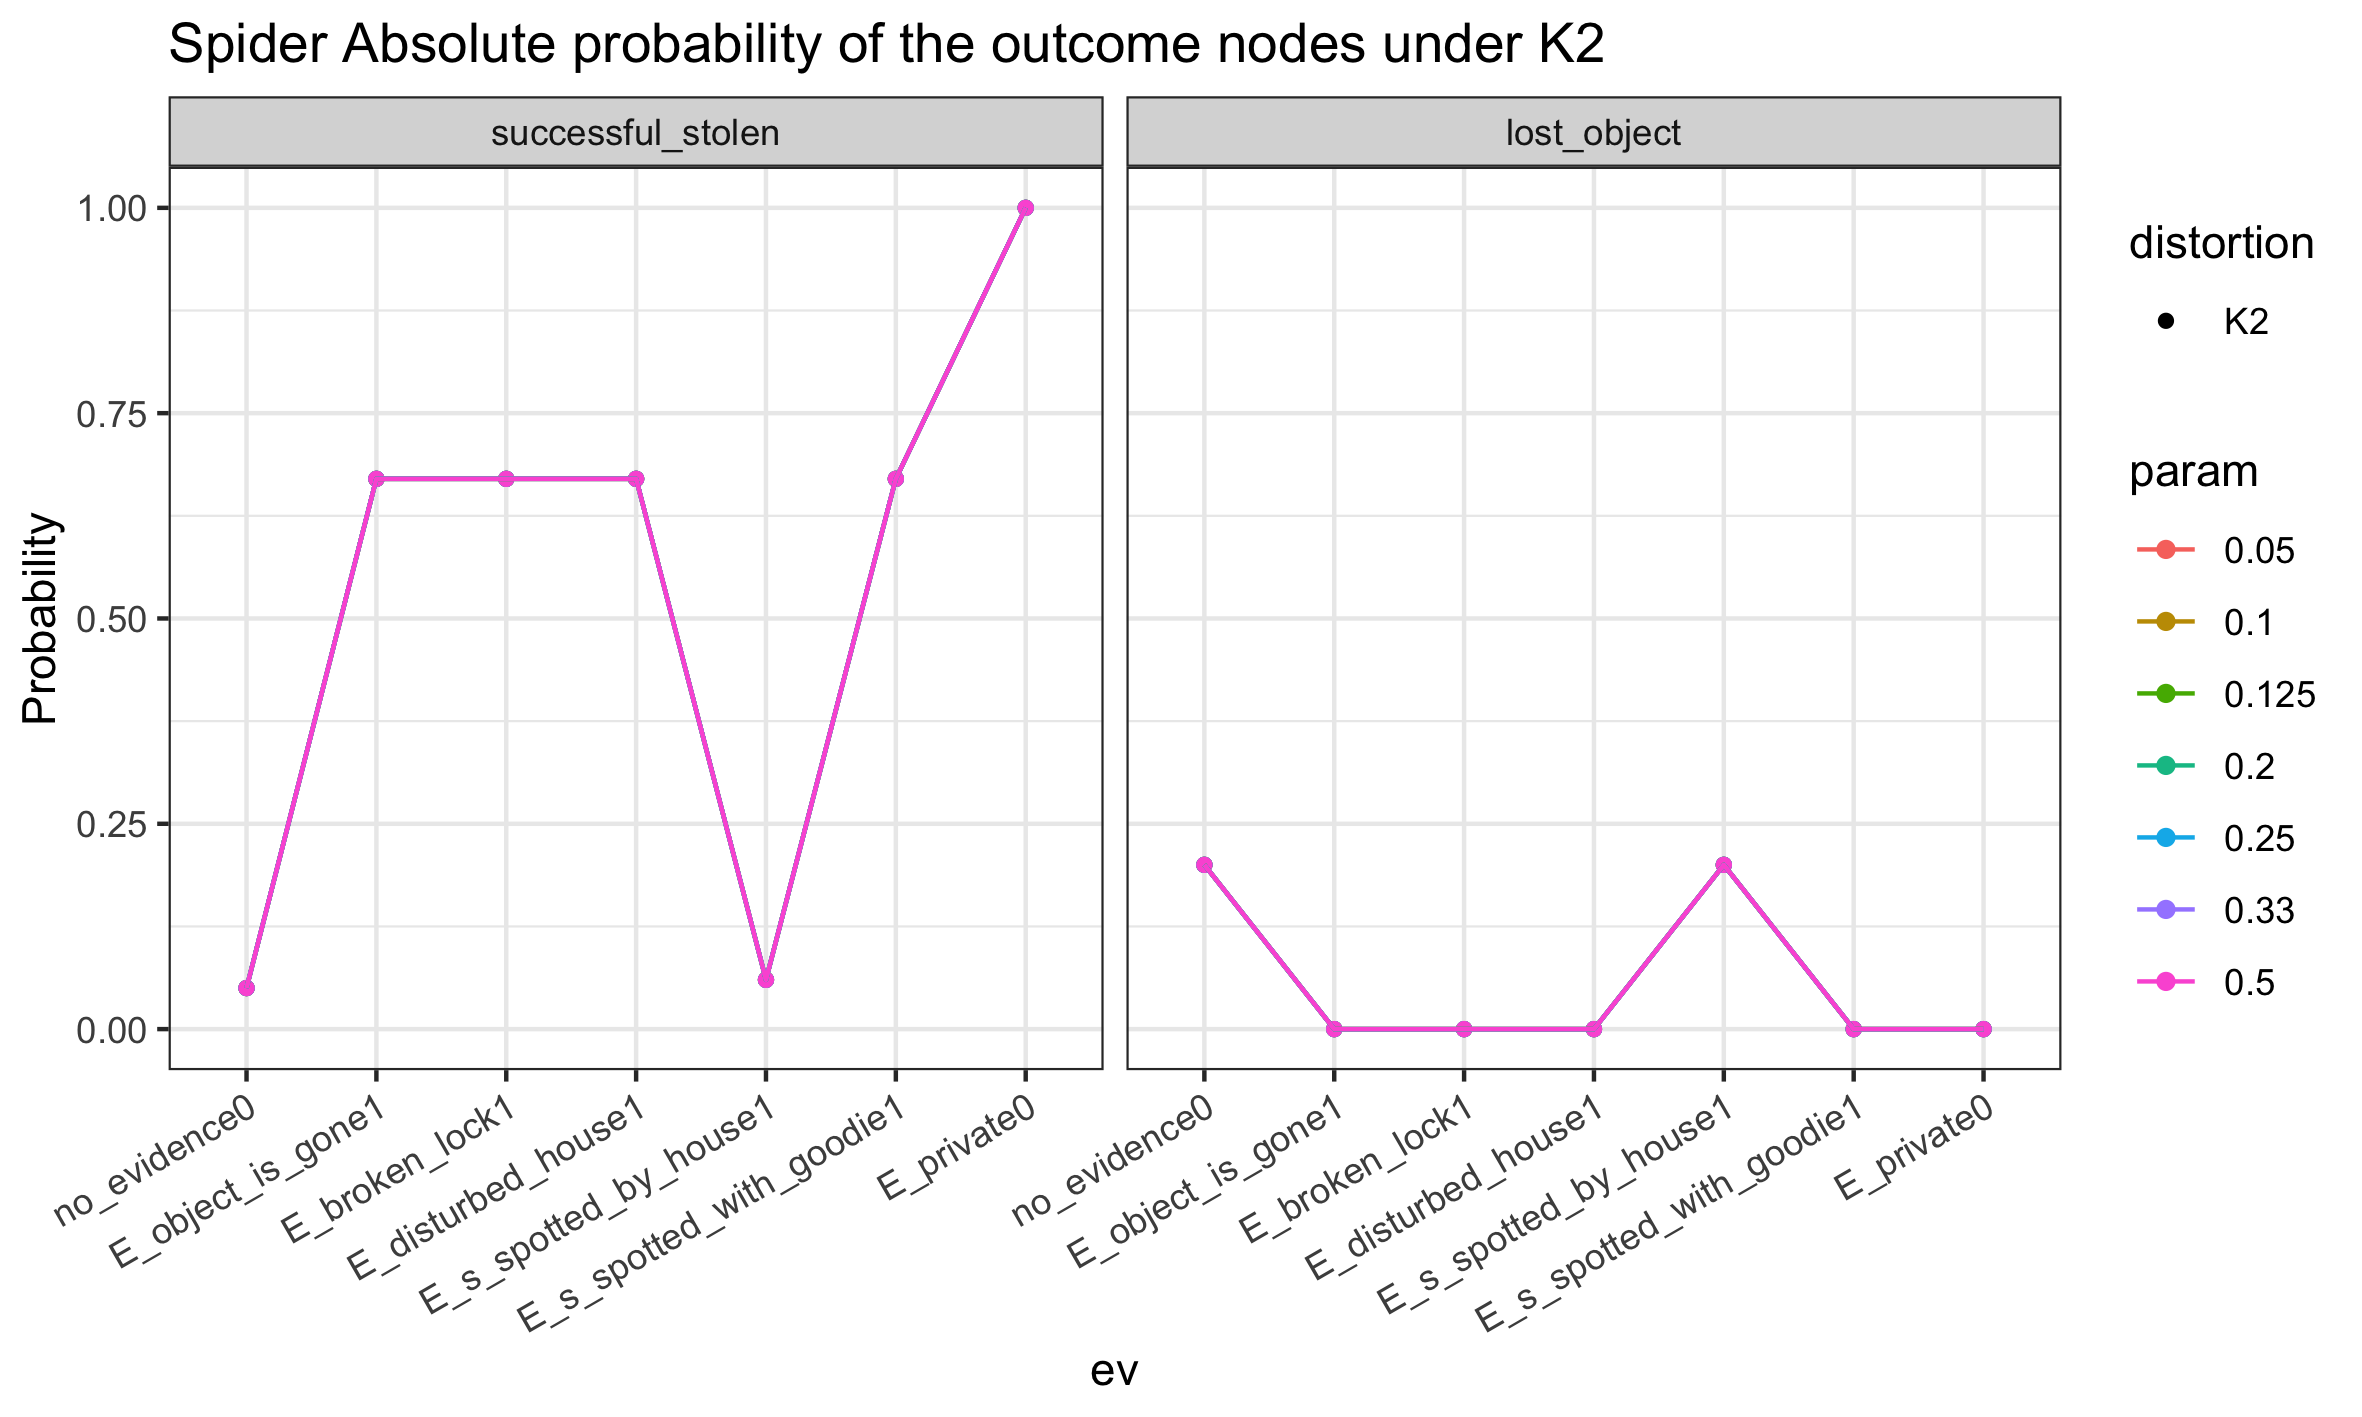 Spider Absolute probability of the outcome nodes under K2
successful_stolen
lost_object
Probability
1.00
0.75
0.50
0.25
0.00
no_evidence0
E_object_is_gone1
E_broken_lock1
E_disturbed_house1
E_s_spotted_by_house1
E_s_spotted_with_goodie1
E_private0
no_evidence0
E_object_is_gone1
E_broken_lock1
E_disturbed_house1
E_s_spotted_by_house1
E_s_spotted_with_goodie1
E_private0
ev
distortion
K2
param
0.05
0.1
0.125
0.2
0.25
0.33
0.5